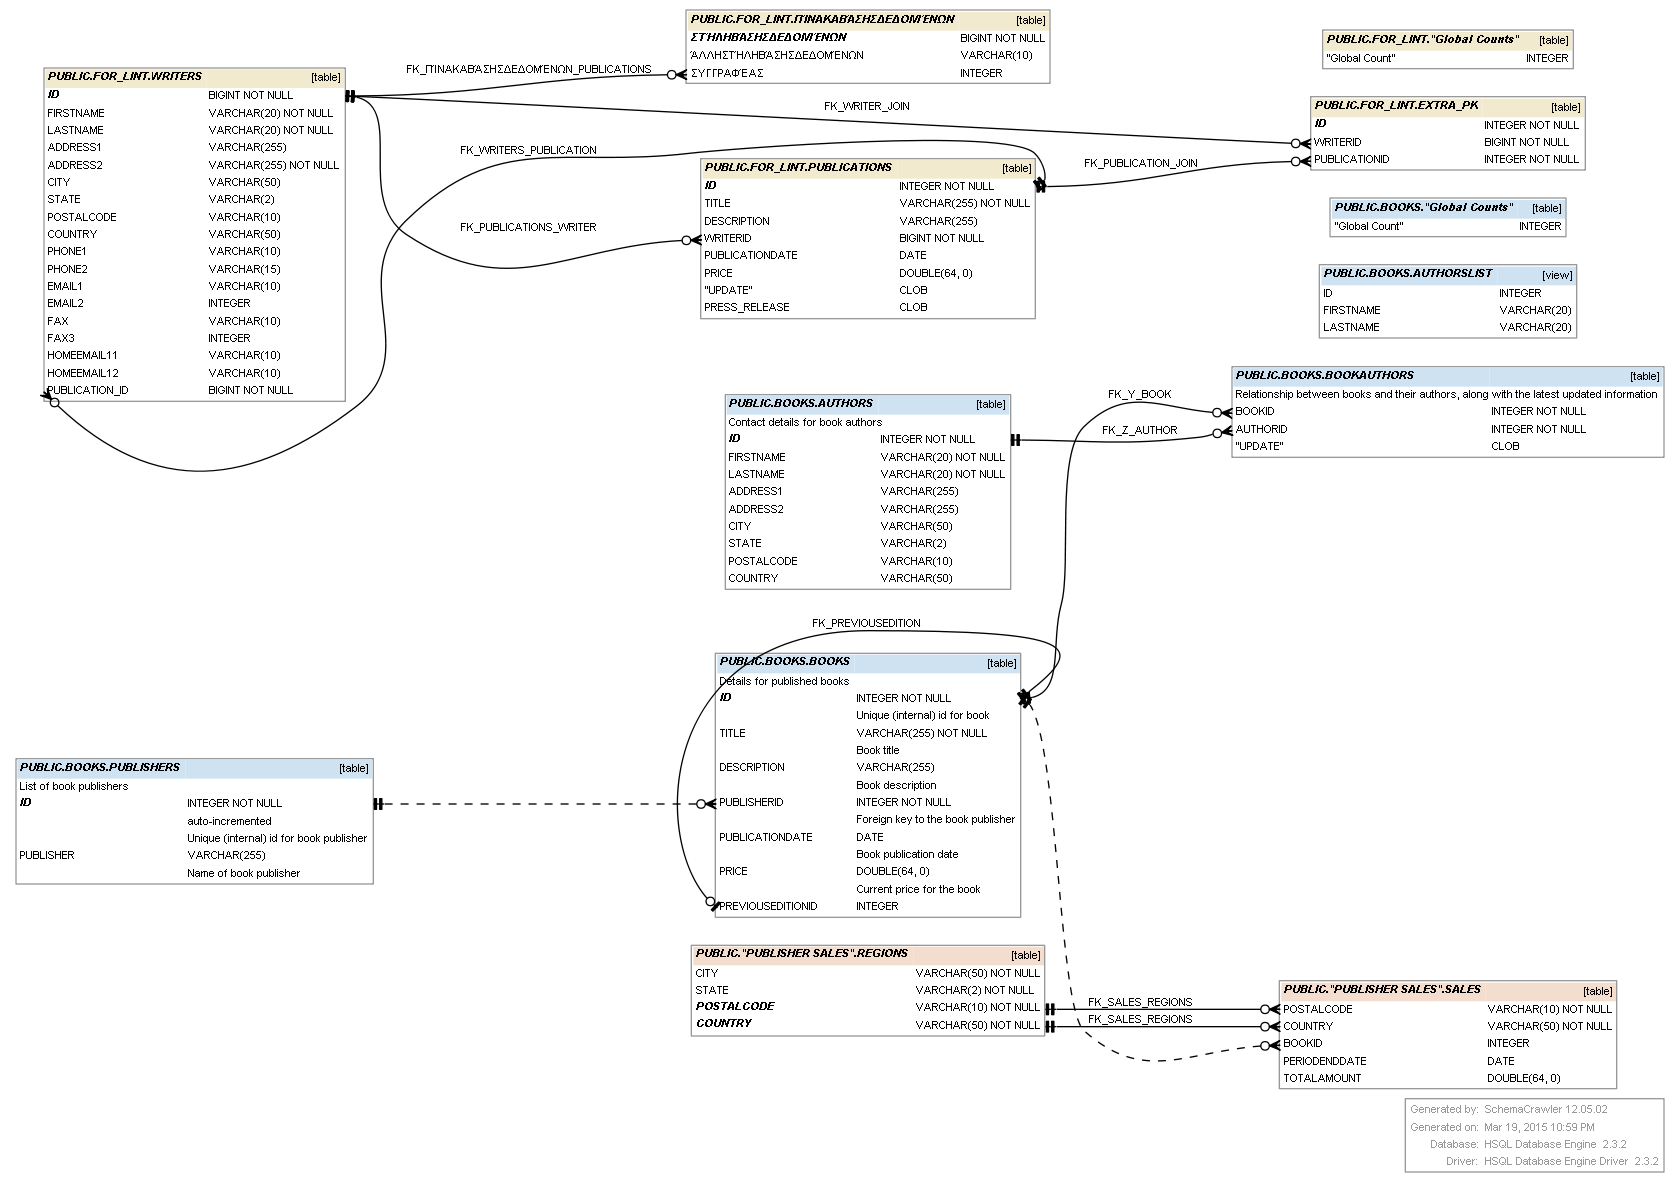 PUBLIC.FOR_LINT.WRITERS [table]
ID BIGINT NOT NULL
FIRSTNAME VARCHAR(20) NOT NULL
LASTNAME VARCHAR(20) NOT NULL
ADDRESS1 VARCHAR(255)
ADDRESS2 VARCHAR(255) NOT NULL
CITY VARCHAR(50)
STATE VARCHAR(2)
POSTALCODE VARCHAR(10)
COUNTRY VARCHAR(50)
PHONE1 VARCHAR(10)
PHONE2 VARCHAR(15)
EMAIL1 VARCHAR(10)
EMAIL2 INTEGER
FAX VARCHAR(10)
FAX3 INTEGER
HOMEEMAIL11 VARCHAR(10)
HOMEEMAIL12 VARCHAR(10)
PUBLICATION_ID BIGINT NOT NULL
FK_ΠΊΝΑΚΑΒΆΣΗΣΔΕΔΟΜΈΝΩΝ_PUBLICATIONS
FK_WRITER_JOIN
FK_WRITERS_PUBLICATION
FK_PUBLICATION_JOIN
FK_PUBLICATIONS_WRITER
PUBLIC.FOR_LINT.ΠΊΝΑΚΑΒΆΣΗΣΔΕΔΟΜΈΝΩΝ [table]
ΣΤΉΛΗΒΆΣΗΣΔΕΔΟΜΈΝΩΝ BIGINT NOT NULL
ΆΛΛΗΣΤΉΛΗΒΆΣΗΣΔΕΔΟΜΈΝΩΝ VARCHAR(10)
ΣΥΓΓΡΑΦΈΑΣ INTEGER
PUBLIC.FOR_LINT.PUBLICATIONS [table]
ID INTEGER NOT NULL
TITLE VARCHAR(255) NOT NULL
DESCRIPTION VARCHAR(255)
WRITERID BIGINT NOT NULL
PUBLICATIONDATE DATE
PRICE DOUBLE(64, 0)
"UPDATE" CLOB
PRESS_RELEASE CLOB
PUBLIC.FOR_LINT."Global Counts" [table]
"Global Count" INTEGER
PUBLIC.FOR_LINT.EXTRA_PK [table]
ID INTEGER NOT NULL
WRITERID BIGINT NOT NULL
PUBLICATIONID INTEGER NOT NULL
PUBLIC.BOOKS."Global Counts" [table]
"Global Count" INTEGER
PUBLIC.BOOKS.AUTHORSLIST [view]
ID INTEGER
FIRSTNAME VARCHAR(20)
LASTNAME VARCHAR(20)
PUBLIC.BOOKS.AUTHORS [table]
Contact details for book authors
ID INTEGER NOT NULL
FIRSTNAME VARCHAR(20) NOT NULL
LASTNAME VARCHAR(20) NOT NULL
ADDRESS1 VARCHAR(255)
ADDRESS2 VARCHAR(255)
CITY VARCHAR(50)
STATE VARCHAR(2)
POSTALCODE VARCHAR(10)
COUNTRY VARCHAR(50)
FK_Y_BOOK
FK_Z_AUTHOR
PUBLIC.BOOKS.BOOKAUTHORS [table]
Relationship between books and their authors, along with the latest updated information
BOOKID INTEGER NOT NULL
AUTHORID INTEGER NOT NULL
"UPDATE" CLOB
FK_PREVIOUSEDITION
PUBLIC.BOOKS.BOOKS [table]
Details for published books
ID INTEGER NOT NULL
Unique (internal) id for book
TITLE VARCHAR(255) NOT NULL
Book title
DESCRIPTION VARCHAR(255)
Book description
PUBLISHERID INTEGER NOT NULL
Foreign key to the book publisher
PUBLICATIONDATE DATE
Book publication date
PRICE DOUBLE(64, 0)
Current price for the book
PREVIOUSEDITIONID INTEGER
PUBLIC.BOOKS.PUBLISHERS [table]
List of book publishers
ID INTEGER NOT NULL
auto-incremented
Unique (internal) id for book publisher
PUBLISHER VARCHAR(255)
Name of book publisher
PUBLIC."PUBLISHER SALES".REGIONS [table]
CITY VARCHAR(50) NOT NULL
STATE VARCHAR(2) NOT NULL
POSTALCODE VARCHAR(10) NOT NULL
COUNTRY VARCHAR(50) NOT NULL
FK_SALES_REGIONS
FK_SALES_REGIONS
PUBLIC."PUBLISHER SALES".SALES [table]
POSTALCODE VARCHAR(10) NOT NULL
COUNTRY VARCHAR(50) NOT NULL
BOOKID INTEGER
PERIODENDDATE DATE
TOTALAMOUNT DOUBLE(64, 0)
Generated by: SchemaCrawler 12.05.02
Generated on: Mar 19, 2015 10:59 PM
Database: HSQL Database Engine 2.3.2
Driver: HSQL Database Engine Driver 2.3.2